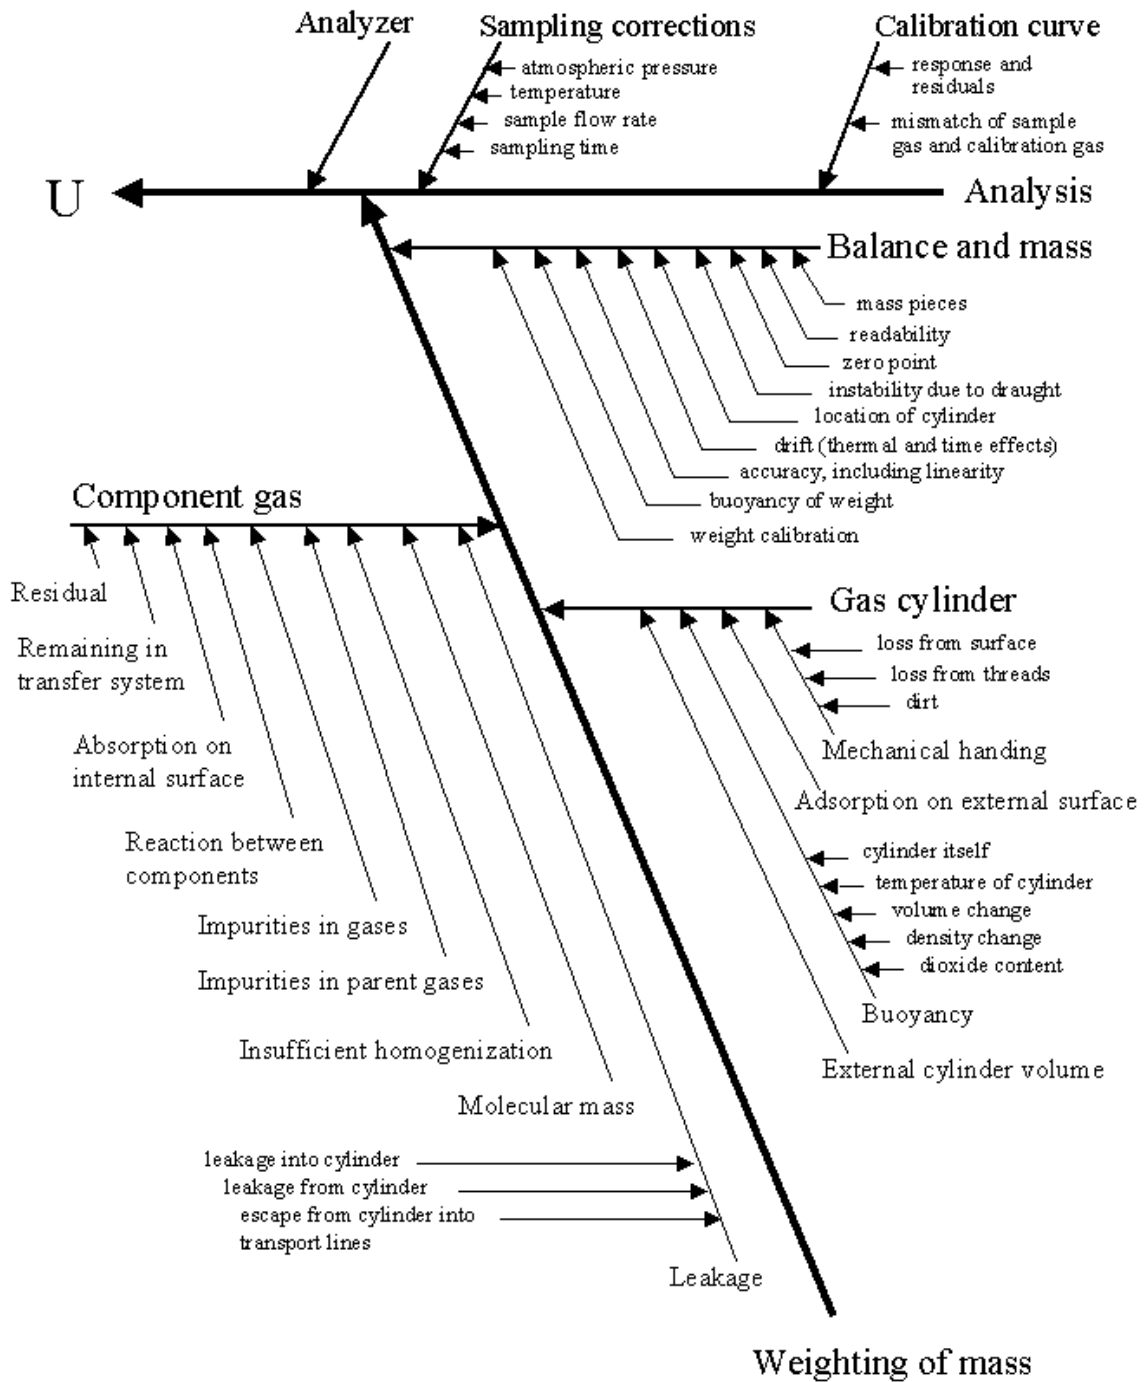 Analyzer
Sampling corrections
Calibration curve
atmospheric pressure
temperature
sample flow rate
sampling time
response and
residuals
mismatch of sample
gas and calibration gas
U
Analysis
Balance and mass
mass pieces
readability
zero point
instability due to draught
location of cylinder
drift (thermal and time effects)
accuracy, including linearity
buoyancy of weight
weight calibration
Component gas
Residual
Remaining in
transfer system
Absorption on
internal surface
Reaction between
components
Impurities in gases
Impurities in parent gases
Insufficient homogenization
Molecular mass
leakage into cylinder
leakage from cylinder
escape from cylinder into
transport lines
Leakage
Gas cylinder
loss from surface
loss from threads
dirt
Mechanical handing
Adsorption on external surface
cylinder itself
temperature of cylinder
volume change
density change
dioxide content
Buoyancy
External cylinder volume
Weighting of mass